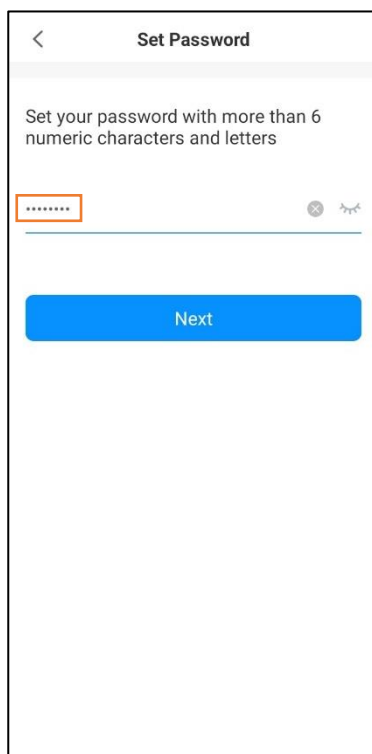 Set Password
Set your password with more than 6
numeric characters and letters
········
Next